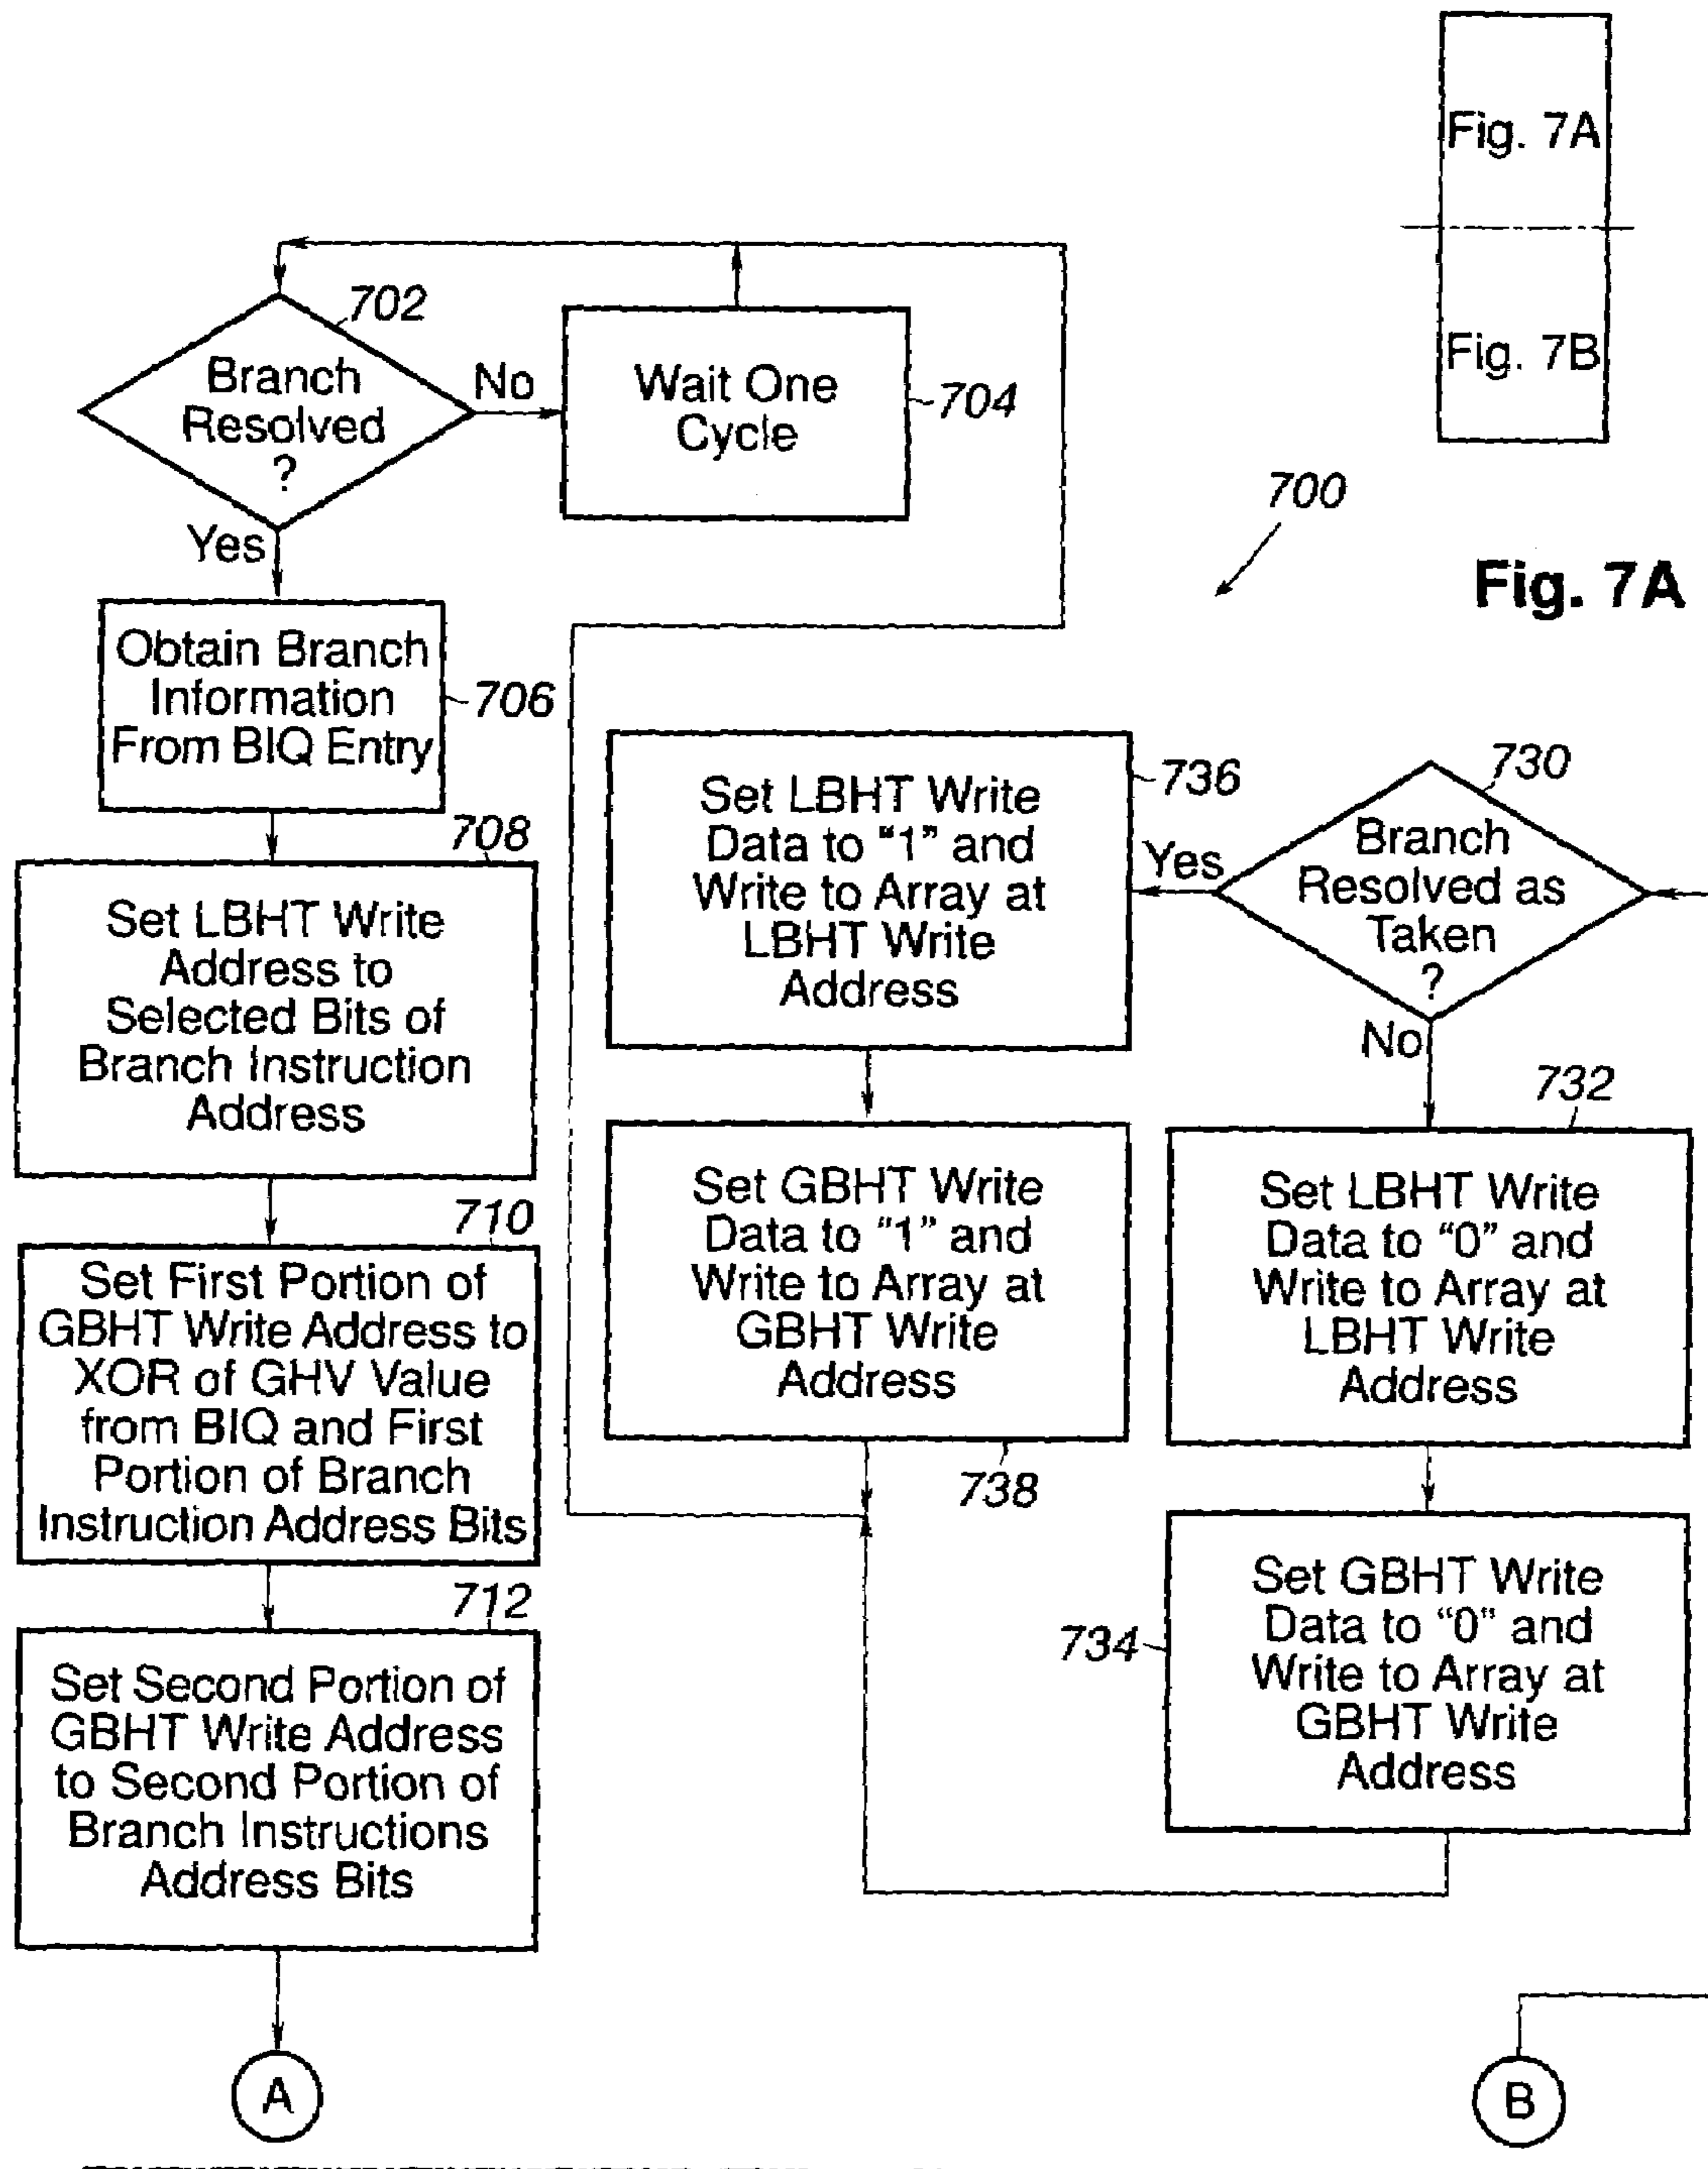 Fig. 7A
Fig. 7B
700
Fig. 7A
702
Branch
Resolved
?
No
Yes
Wait One
Cycle
704
Obtain Branch
Information
From BIQ Entry
706
708
Set LBHT Write
Address to
Selected Bits of
Branch Instruction
Address
710
Set First Portion of
GBHT Write Address to
XOR of GHV Value
from BIQ and First
Portion of Branch
Instruction Address Bits
712
Set Second Portion of
GBHT Write Address
to Second Portion of
Branch Instructions
Address Bits
A
730
Branch
Resolved as
Taken
?
Yes
No
736
Set LBHT Write
Data to “1” and
Write to Array at
LBHT Write
Address
Set GBHT Write
Data to “1” and
Write to Array at
GBHT Write
Address
738
732
Set LBHT Write
Data to “0” and
Write to Array at
LBHT Write
Address
734
Set GBHT Write
Data to “0” and
Write to Array at
GBHT Write
Address
B